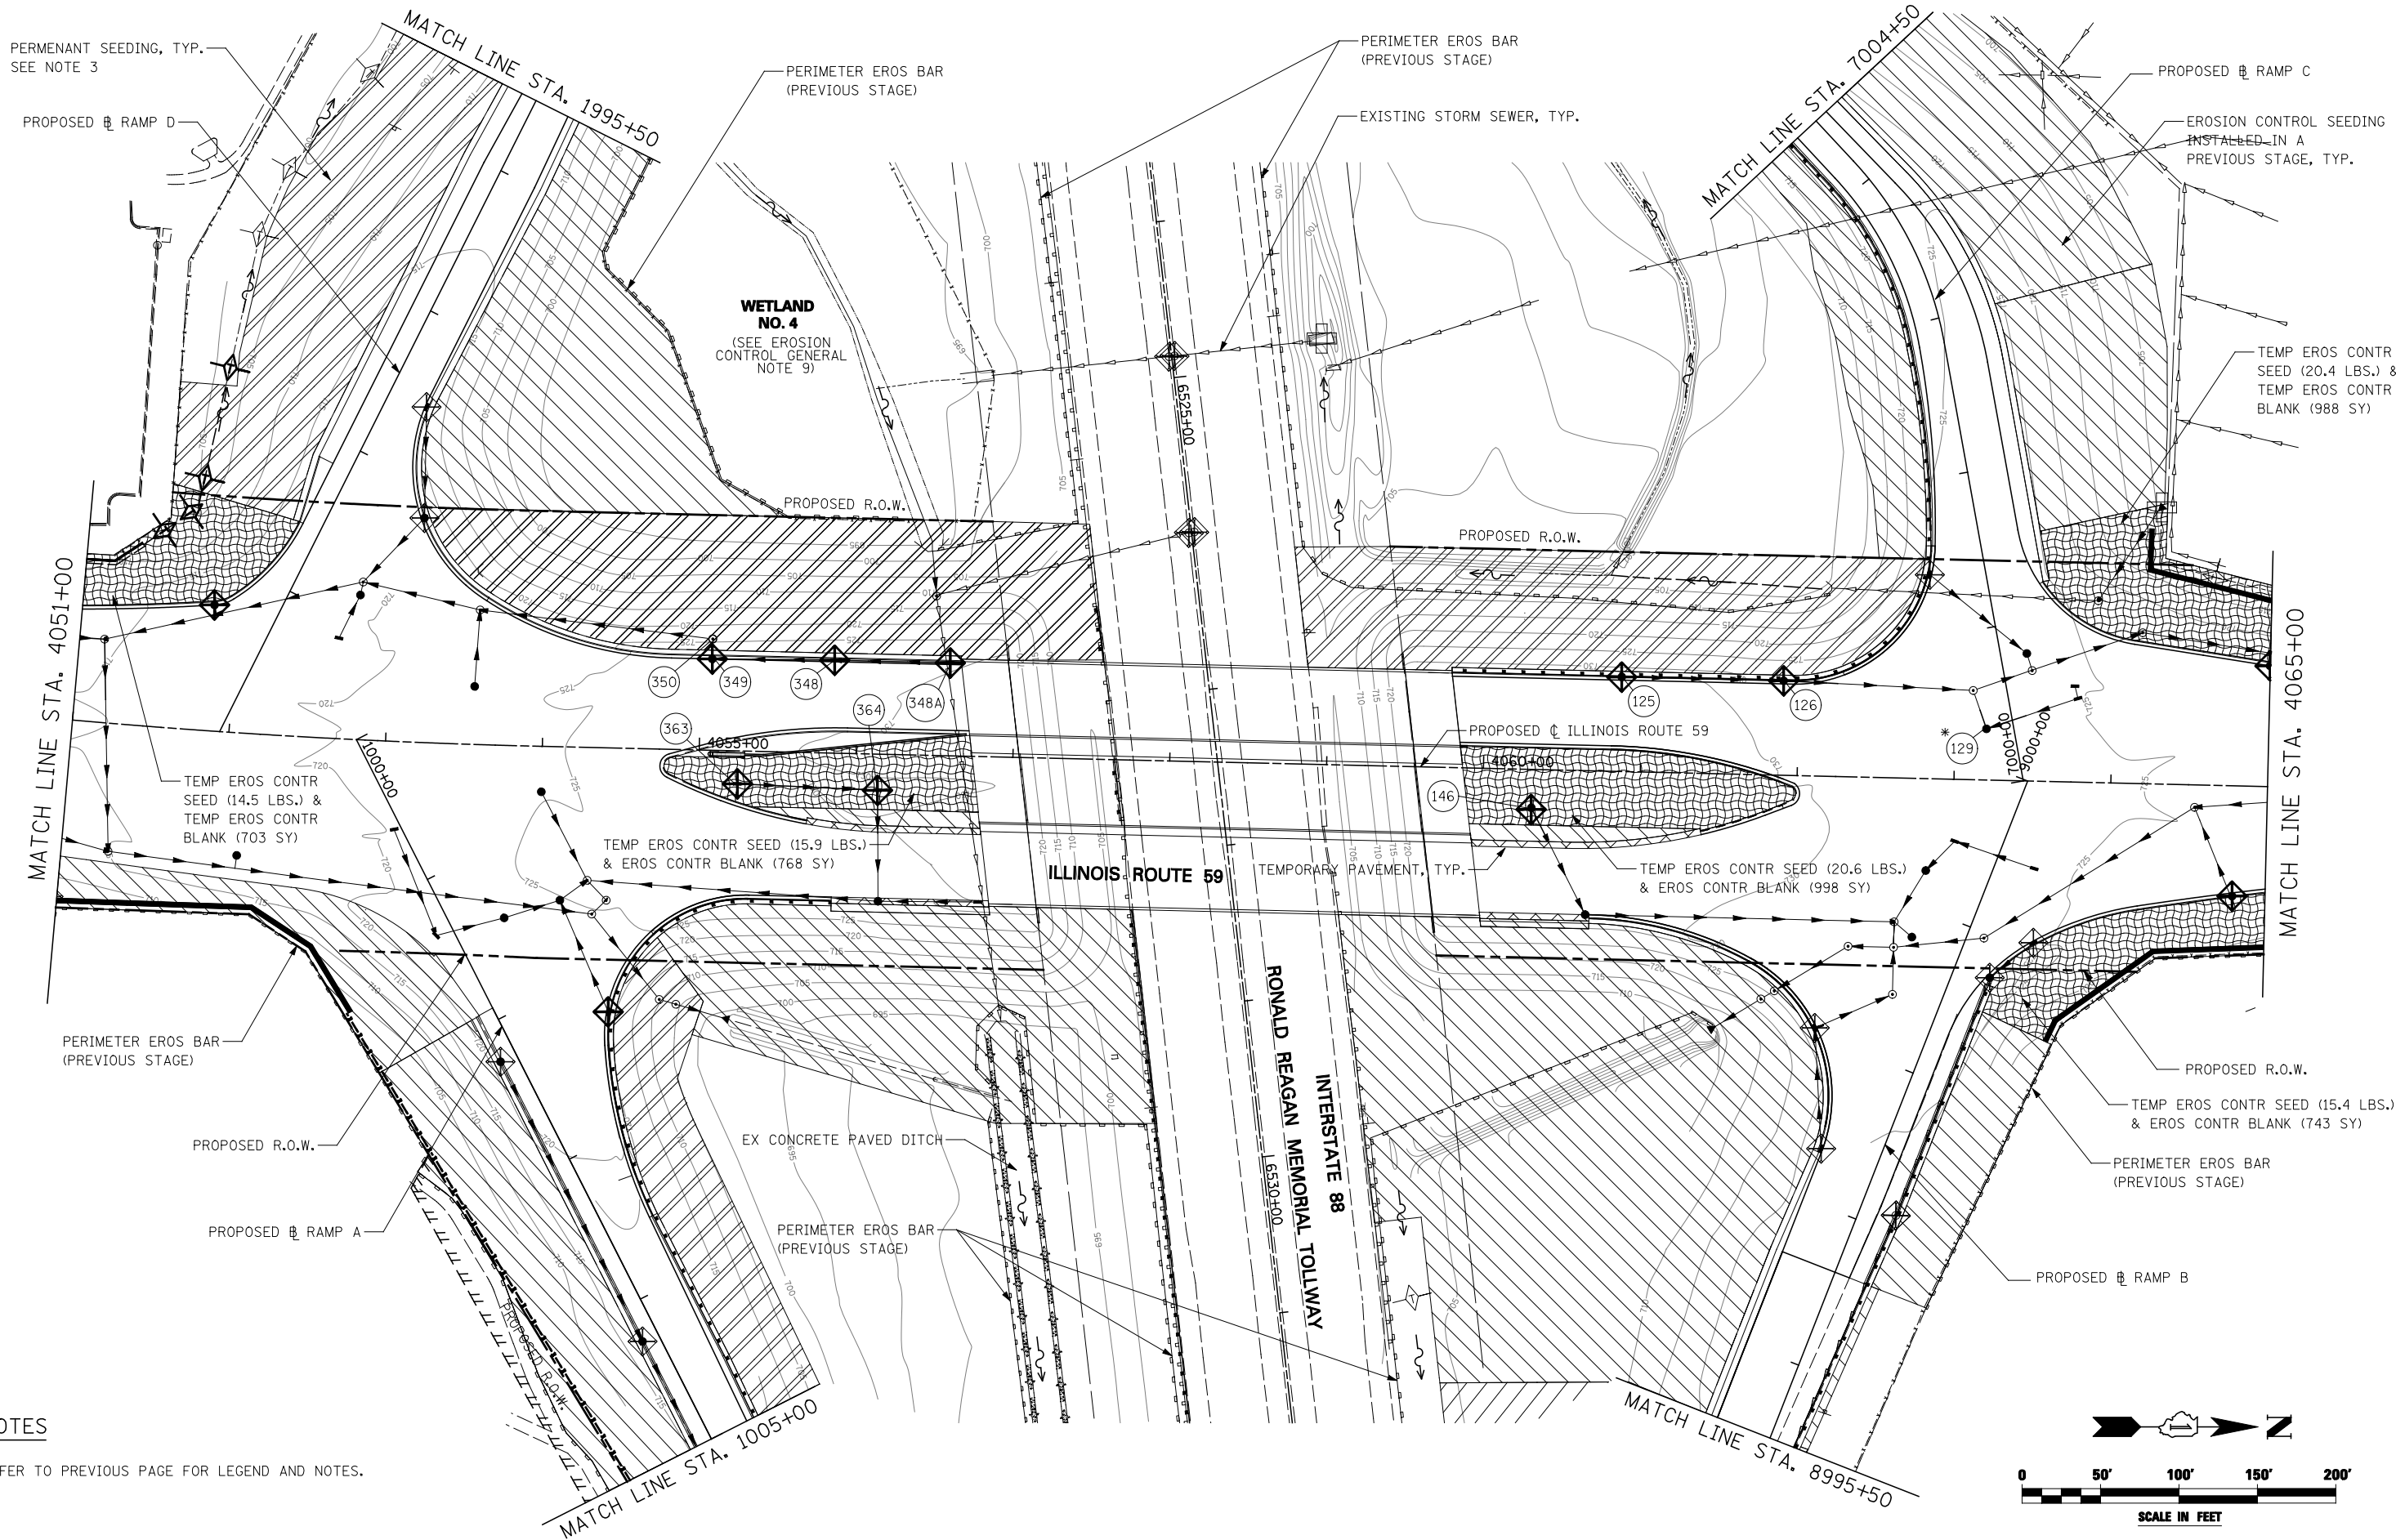 MATCH LINE STA. 1995+50
MATCH LINE STA. 7004+50
PERMENANT SEEDING, TYP.
SEE NOTE 3
PROPOSED ℄ RAMP D
PERIMETER EROS BAR
(PREVIOUS STAGE)
PERIMETER EROS BAR
(PREVIOUS STAGE)
EXISTING STORM SEWER, TYP.
PROPOSED ℄ RAMP C
EROSION CONTROL SEEDING
INSTALLED IN A
PREVIOUS STAGE, TYP.
WETLAND
NO. 4
(SEE EROSION
CONTROL GENERAL
NOTE 9)
6525+00
TEMP EROS CONTR
SEED (20.4 LBS.) &
TEMP EROS CONTR
BLANK (988 SY)
PROPOSED R.O.W.
PROPOSED R.O.W.
MATCH LINE STA. 4051+00
MATCH LINE STA. 4065+00
350
349
348
348A
363
364
125
126
* 129
146
4055+00
4060+00
1000+00
7000+00
9000+00
PROPOSED ℄ ILLINOIS ROUTE 59
TEMP EROS CONTR
SEED (14.5 LBS.) &
TEMP EROS CONTR
BLANK (703 SY)
TEMP EROS CONTR SEED (15.9 LBS.)
& EROS CONTR BLANK (768 SY)
ILLINOIS ROUTE 59
TEMPORARY PAVEMENT, TYP.
TEMP EROS CONTR SEED (20.6 LBS.)
& EROS CONTR BLANK (998 SY)
PERIMETER EROS BAR
(PREVIOUS STAGE)
PROPOSED R.O.W.
PROPOSED ℄ RAMP A
EX CONCRETE PAVED DITCH
PERIMETER EROS BAR
(PREVIOUS STAGE)
RONALD REAGAN MEMORIAL TOLLWAY
INTERSTATE 88
6530+00
PROPOSED R.O.W.
PROPOSED R.O.W.
TEMP EROS CONTR SEED (15.4 LBS.)
& EROS CONTR BLANK (743 SY)
PERIMETER EROS BAR
(PREVIOUS STAGE)
PROPOSED ℄ RAMP B
MATCH LINE STA. 1005+00
MATCH LINE STA. 8995+50
OTES
FER TO PREVIOUS PAGE FOR LEGEND AND NOTES.
N
0 50' 100' 150' 200'
SCALE IN FEET